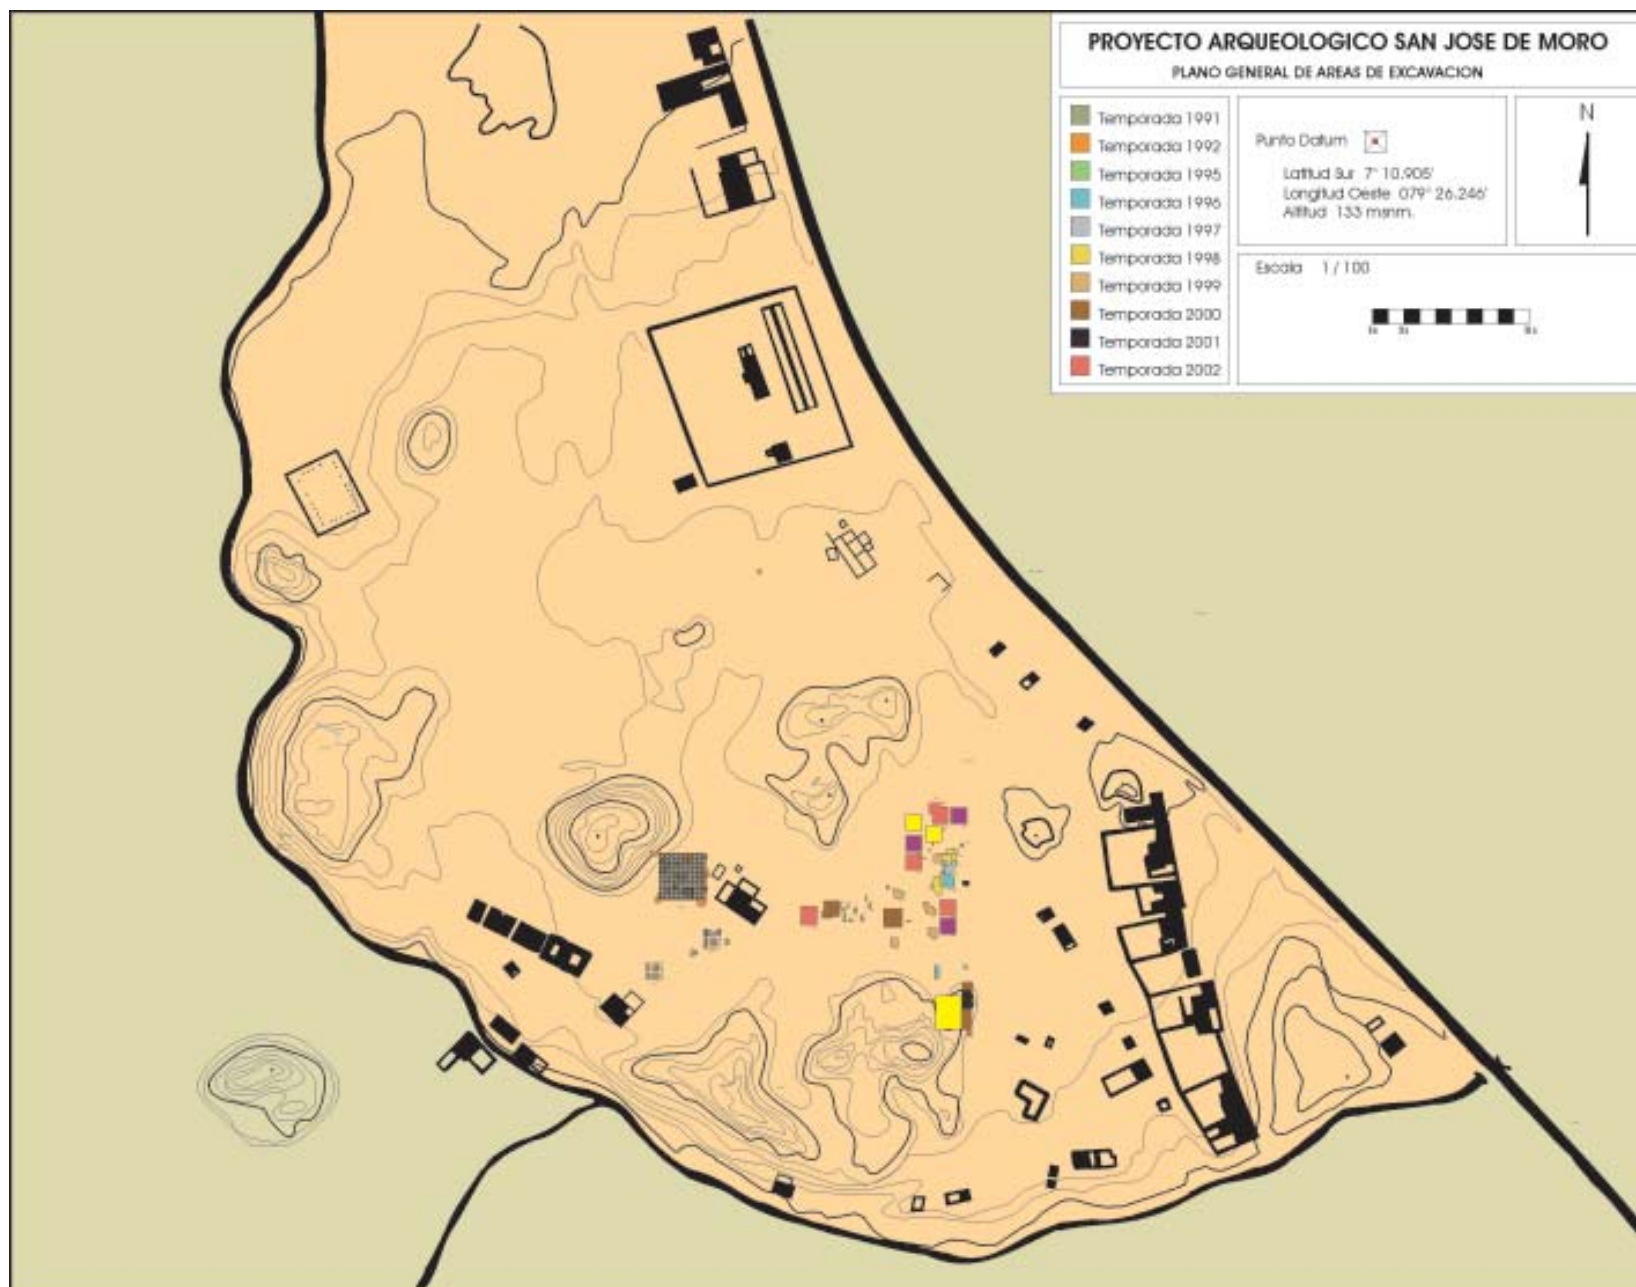 PROYECTO ARQUEOLOGICO SAN JOSE DE MORO
PLANO GENERAL DE AREAS DE EXCAVACION
Temporada 1991
Temporada 1992
Temporada 1995
Temporada 1996
Temporada 1997
Temporada 1998
Temporada 1999
Temporada 2000
Temporada 2001
Temporada 2002
Punto Datum
Latitud Sur 7° 10.905'
Longitud Oeste 079° 26.246'
Altitud 133 msnm.
N
Escala 1 / 100